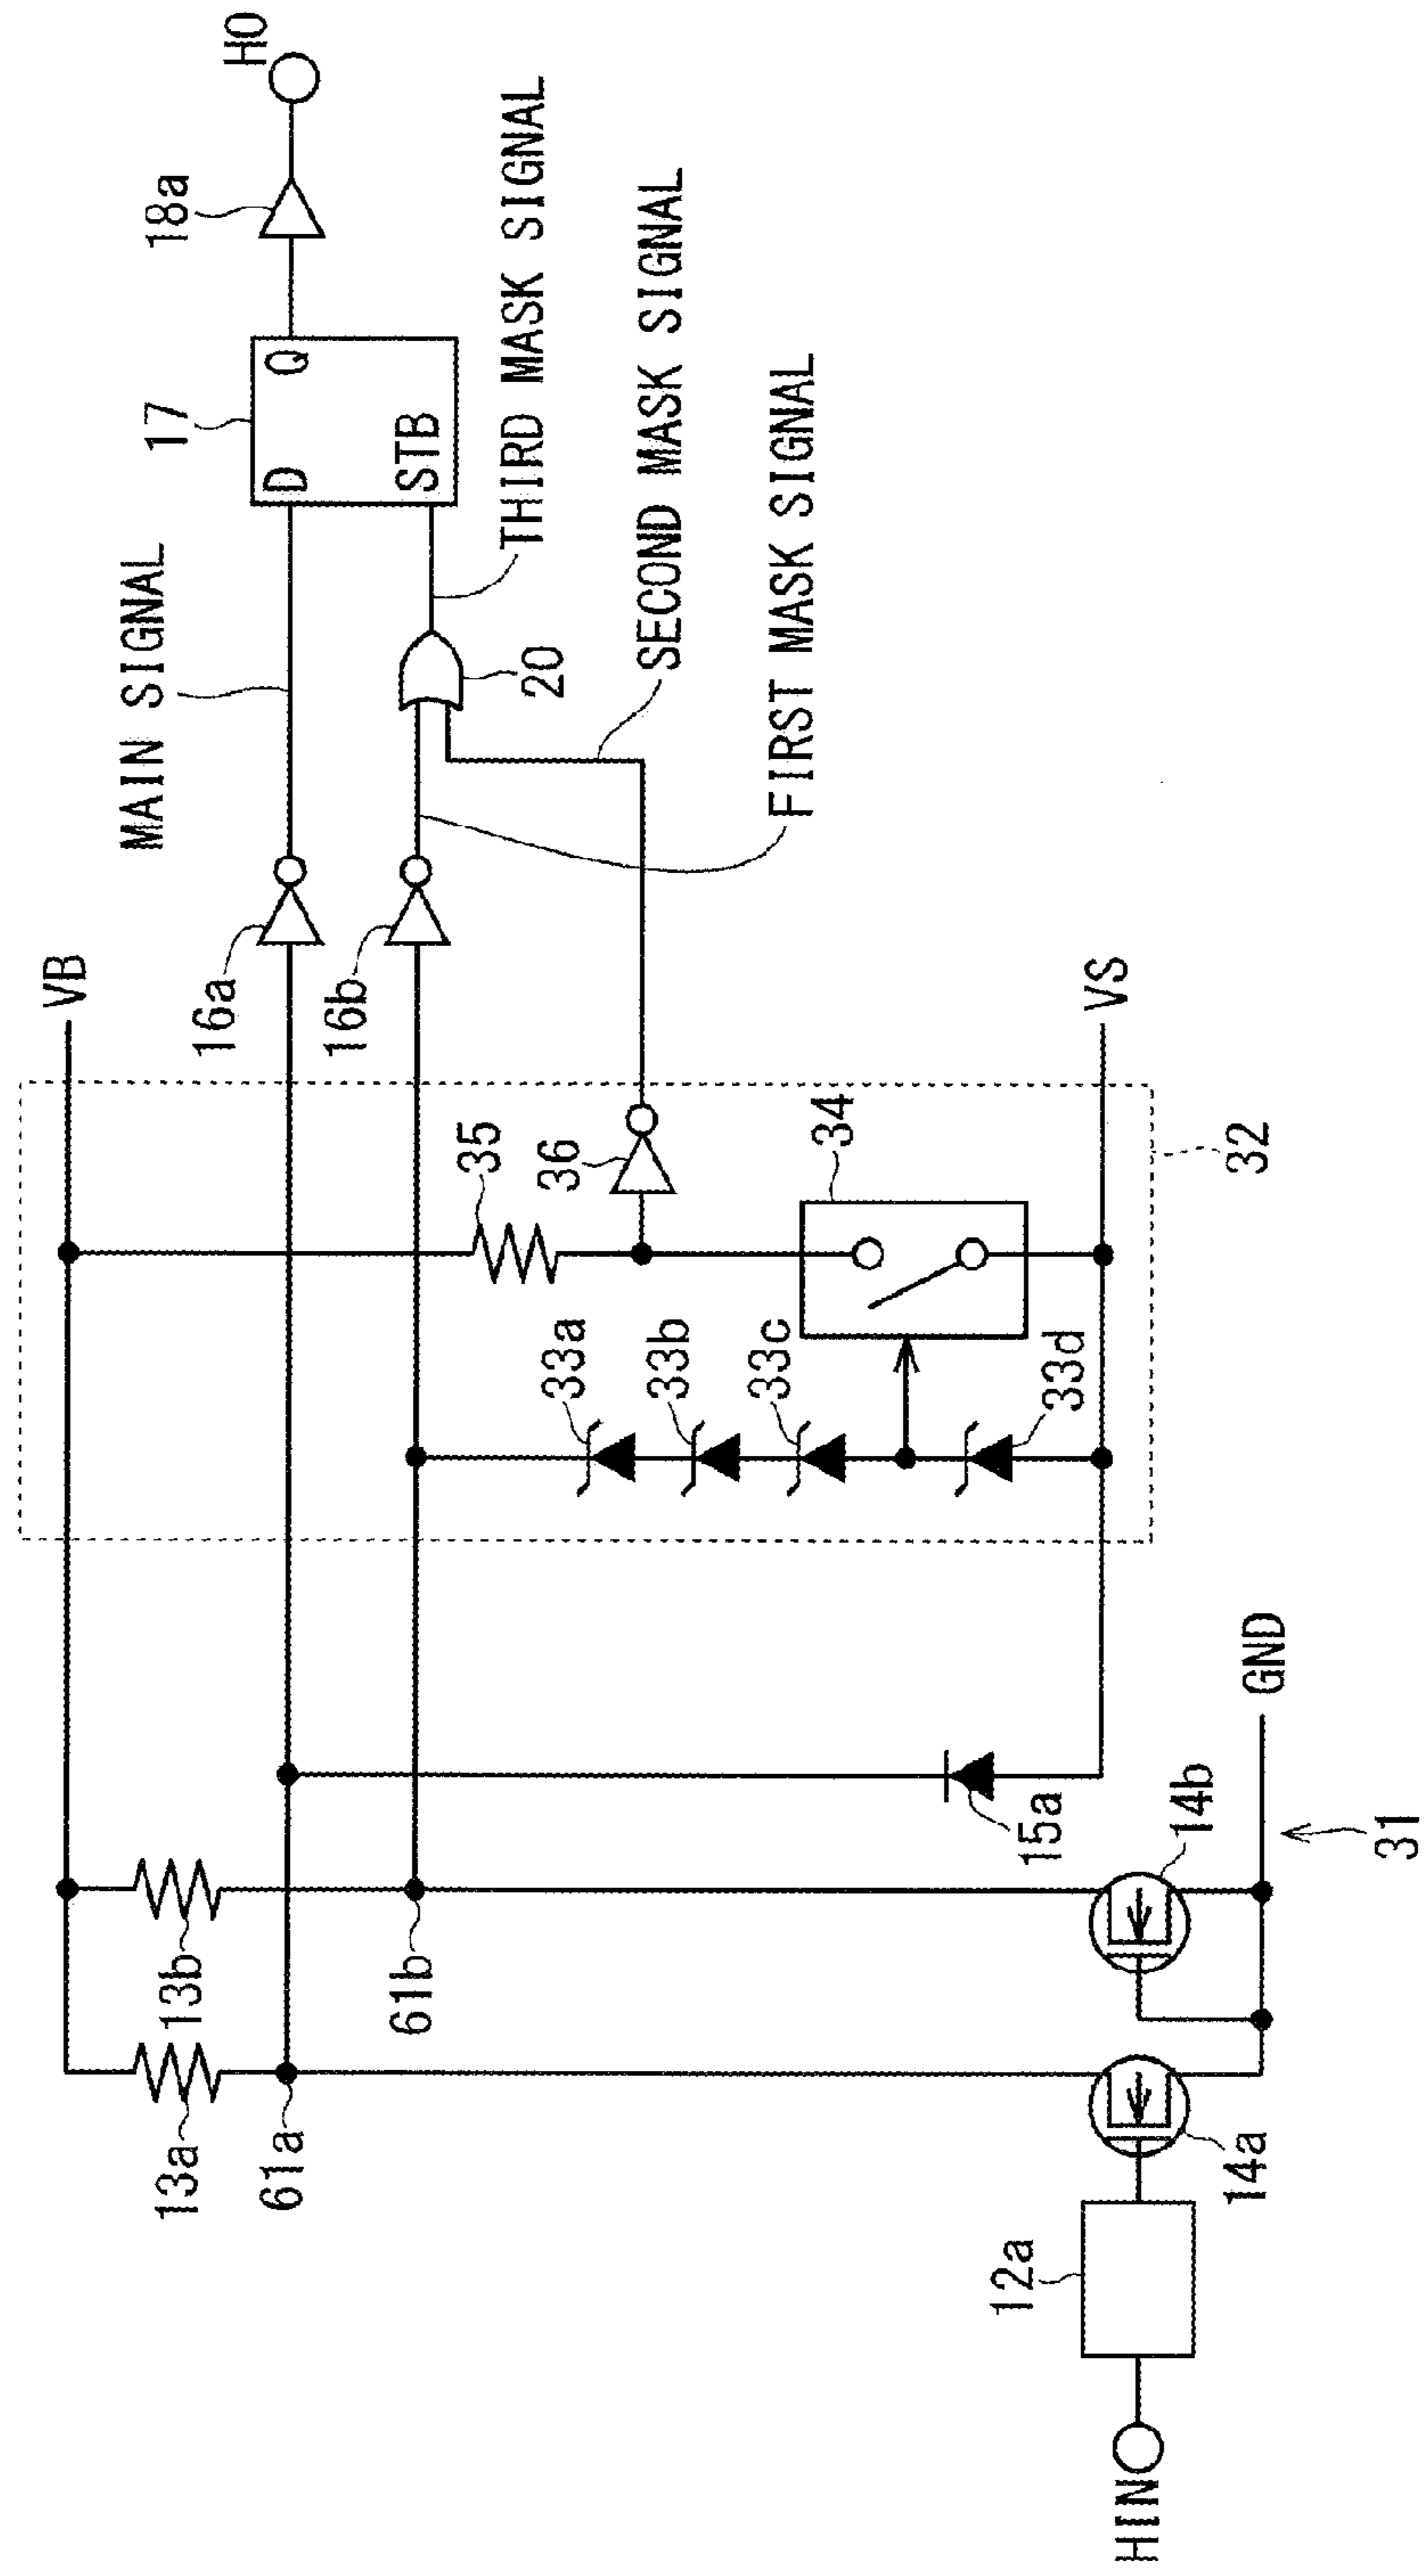 HIN
12a
14a
13a
61a
13b
61b
14b
31
GND
15a
VB
VS
32
33a
33b
33c
33d
34
35
36
16a
16b
MAIN SIGNAL
FIRST MASK SIGNAL
SECOND MASK SIGNAL
THIRD MASK SIGNAL
20
17
D
Q
STB
18a
HO